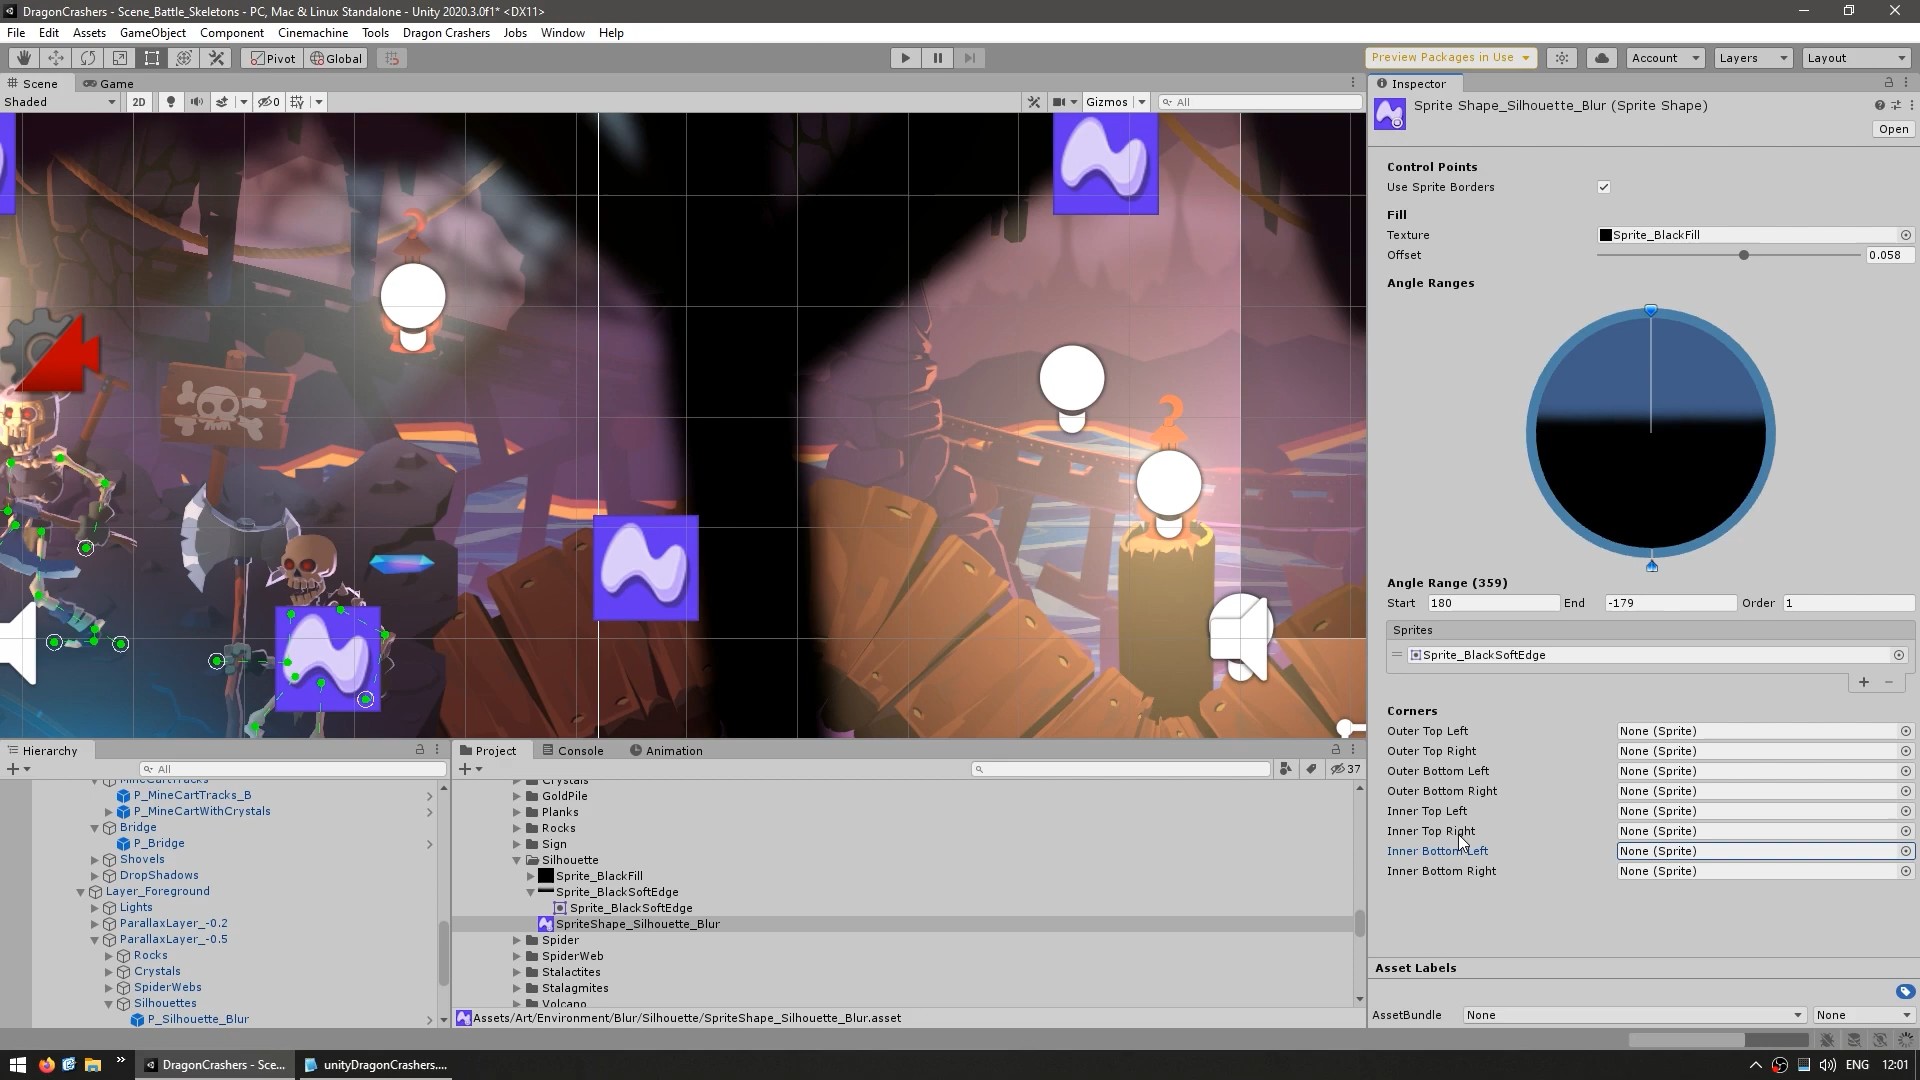 DragonCrashers - Scene_Battle_Skeletons - PC, Mac & Linux Standalone - Unity 2020.3.0f1* <DX11>
File Edit Assets GameObject Component Cinemachine Tools Dragon Crashers Jobs Window Help
Pivot Global Preview Packages in Use Account Layers Layout
Scene Game
Shaded 2D 0 Gizmos All
Inspector
Sprite Shape_Silhouette_Blur (Sprite Shape)
Open
Control Points
Use Sprite Borders
Fill
Texture Sprite_BlackFill
Offset 0.058
Angle Ranges
Angle Range (359)
Start 180 End -179 Order 1
Sprites
Sprite_BlackSoftEdge
Corners
Outer Top Left None (Sprite)
Outer Top Right None (Sprite)
Outer Bottom Left None (Sprite)
Outer Bottom Right None (Sprite)
Inner Top Left None (Sprite)
Inner Top Right None (Sprite)
Inner Bottom Left None (Sprite)
Inner Bottom Right None (Sprite)
Asset Labels
AssetBundle None None
Hierarchy
All
MineCartTracks
P_MineCartTracks_B
P_MineCartWithCrystals
Bridge
P_Bridge
Shovels
DropShadows
Layer_Foreground
Lights
ParallaxLayer_-0.2
ParallaxLayer_-0.5
Rocks
Crystals
SpiderWebs
Silhouettes
P_Silhouette_Blur
Project Console Animation
37
Crystals
GoldPile
Planks
Rocks
Sign
Silhouette
Sprite_BlackFill
Sprite_BlackSoftEdge
Sprite_BlackSoftEdge
SpriteShape_Silhouette_Blur
Spider
SpiderWeb
Stalactites
Stalagmites
Volcano
Assets/Art/Environment/Blur/Silhouette/SpriteShape_Silhouette_Blur.asset
DragonCrashers - Sce... unityDragonCrashers.... ENG 12:01